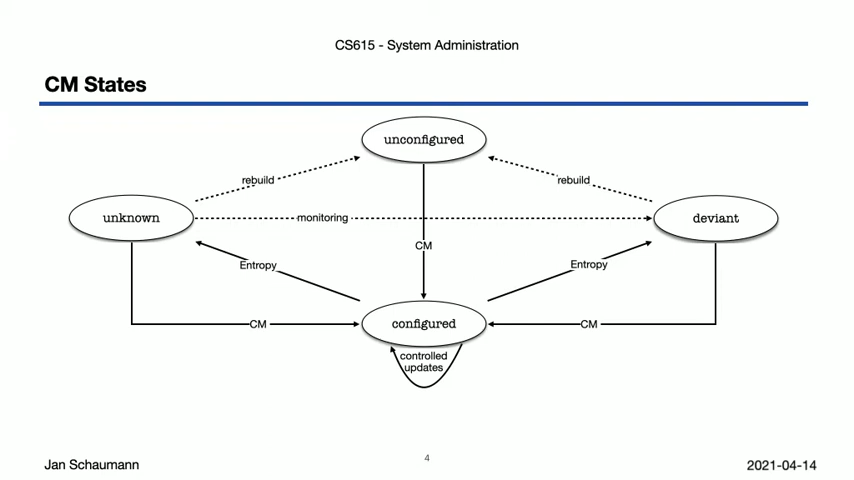 CS615 - System Administration
CM States
unconfigured
rebuild
rebuild
unknown
monitoring
deviant
CM
Entropy
Entropy
CM
configured
CM
controlled
updates
Jan Schaumann
4
2021-04-14